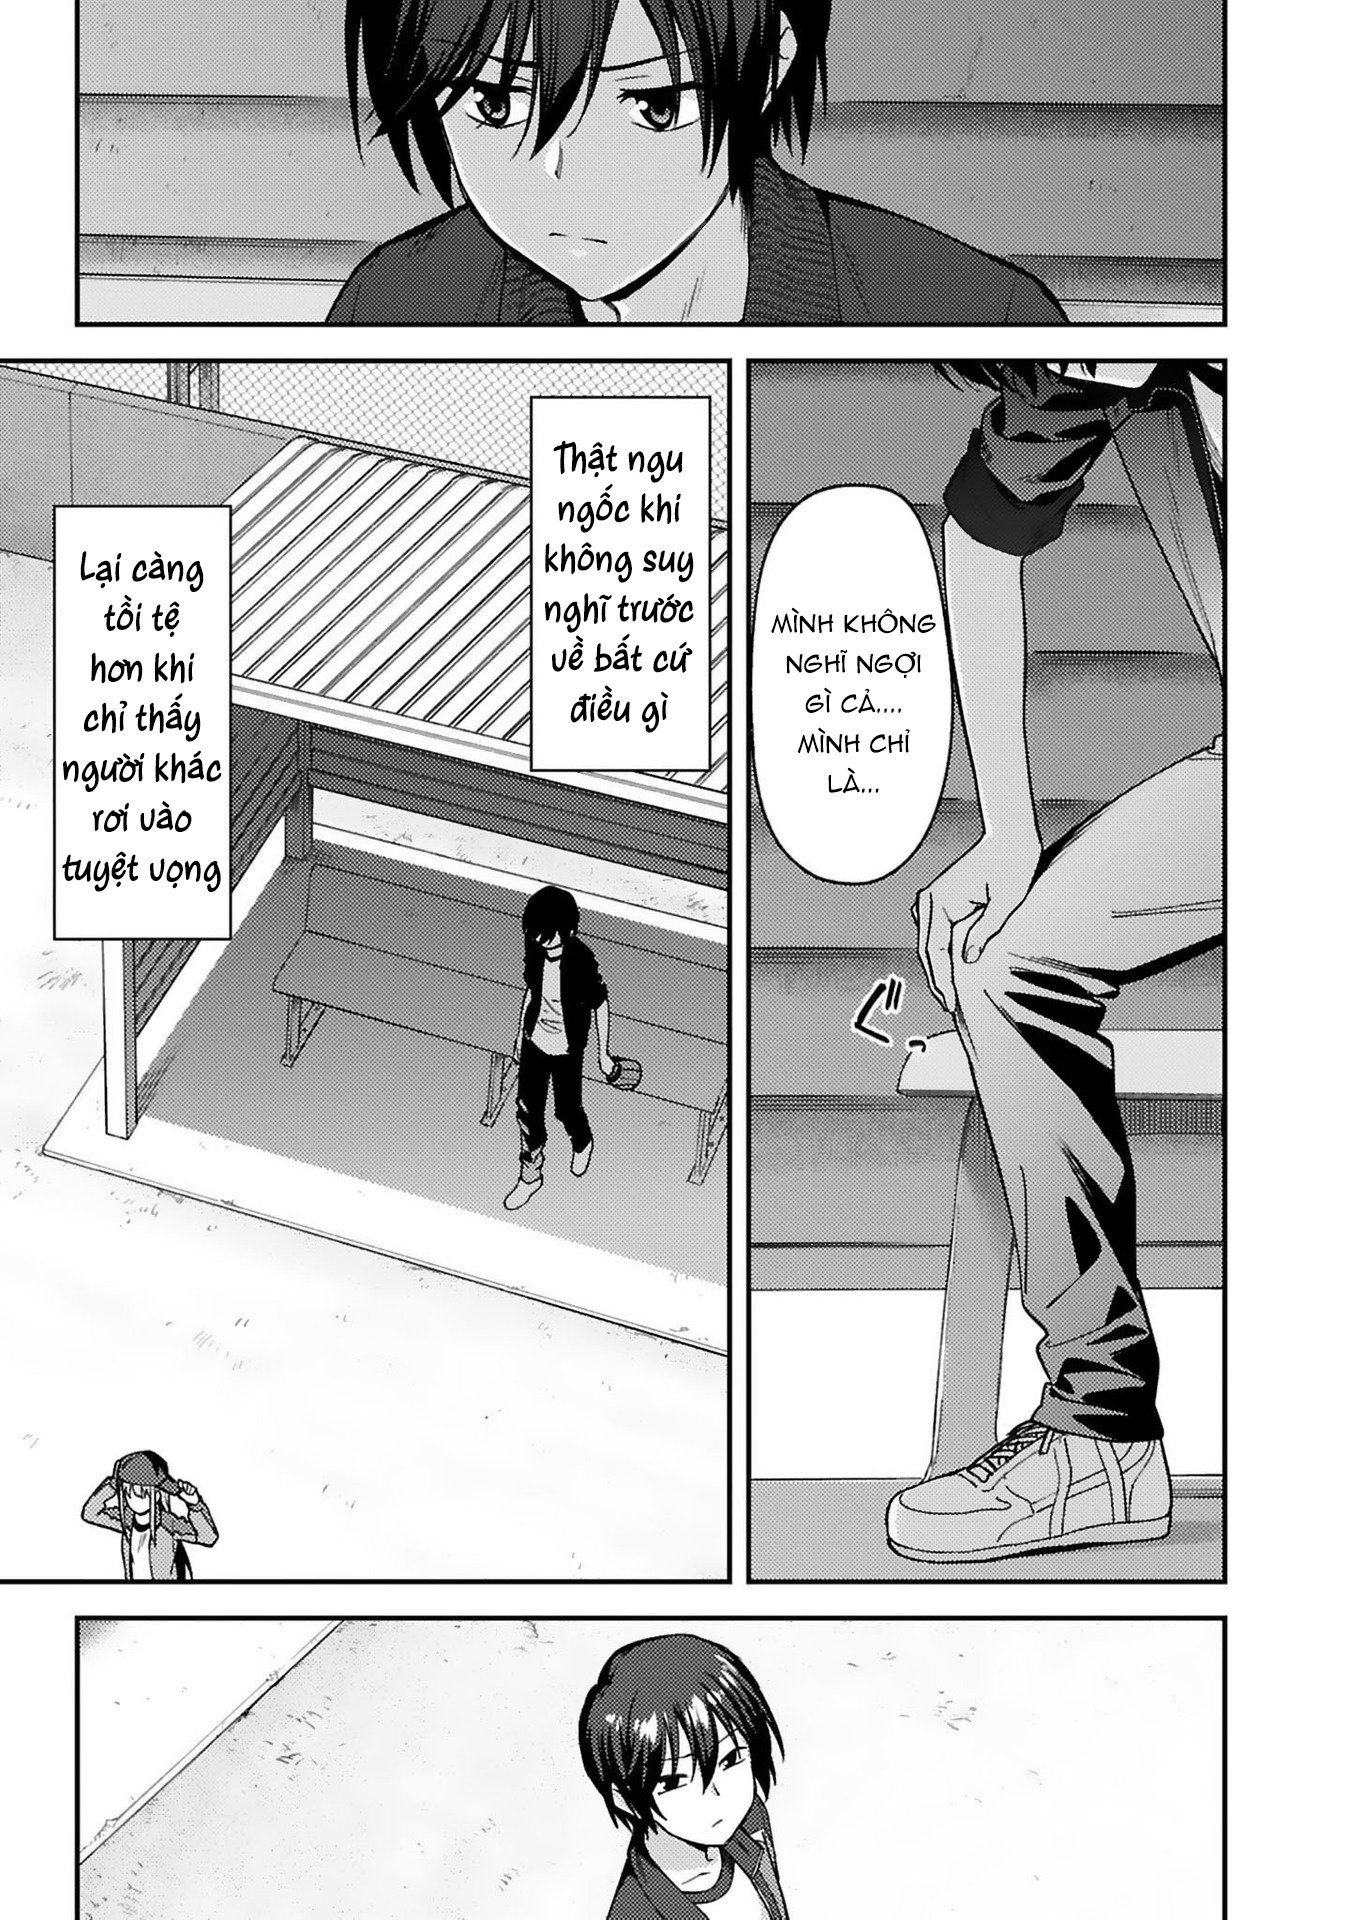 MÌNH KHÔNG
NGHĨ NGỢI
GÌ CẢ....
MÌNH CHỈ
LÀ...
Thật ngu
ngốc khi
không suy
nghĩ trước
về bất cứ
điều gì
Lại càng
tồi tệ
hơn khi
chỉ thấy
người khác
rơi vào
tuyệt vọng